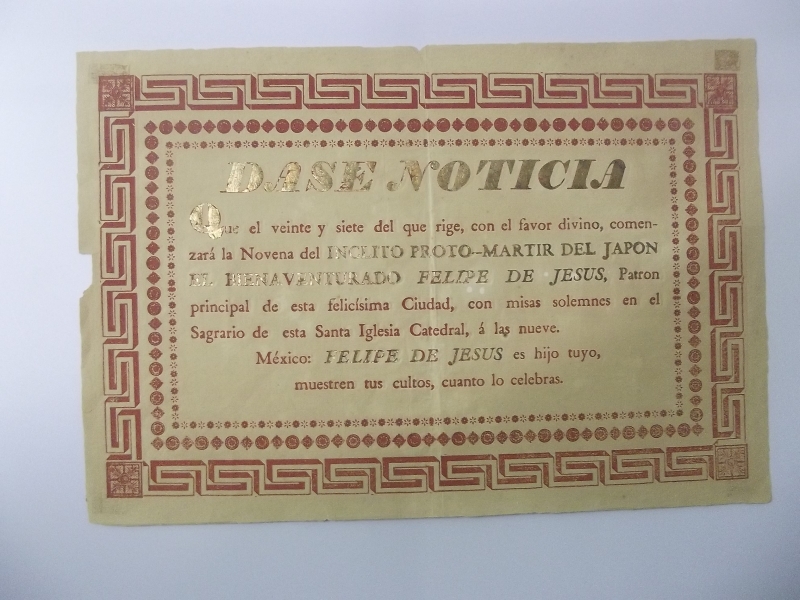 DASE NOTICIA
Que el veinte y siete del que rige, con el favor divino, comen-
zará la Novena del INCLITO PROTO--MARTIR DEL JAPON
EL BIENAVENTURADO FELIPE DE JESUS, Patron
principal de esta felicísima Ciudad, con misas solemnes en el
Sagrario de esta Santa Iglesia Catedral, á las nueve.
México: FELIPE DE JESUS es hijo tuyo,
muestren tus cultos, cuanto lo celebras.